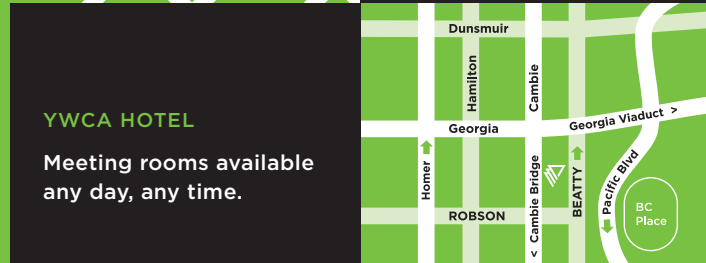 YWCA HOTEL
Meeting rooms available
any day, any time.
Dunsmuir
Hamilton
Cambie
Georgia Viaduct >
Georgia
Homer
< Cambie Bridge
BEATTY
Pacific Blvd
ROBSON
BC
Place